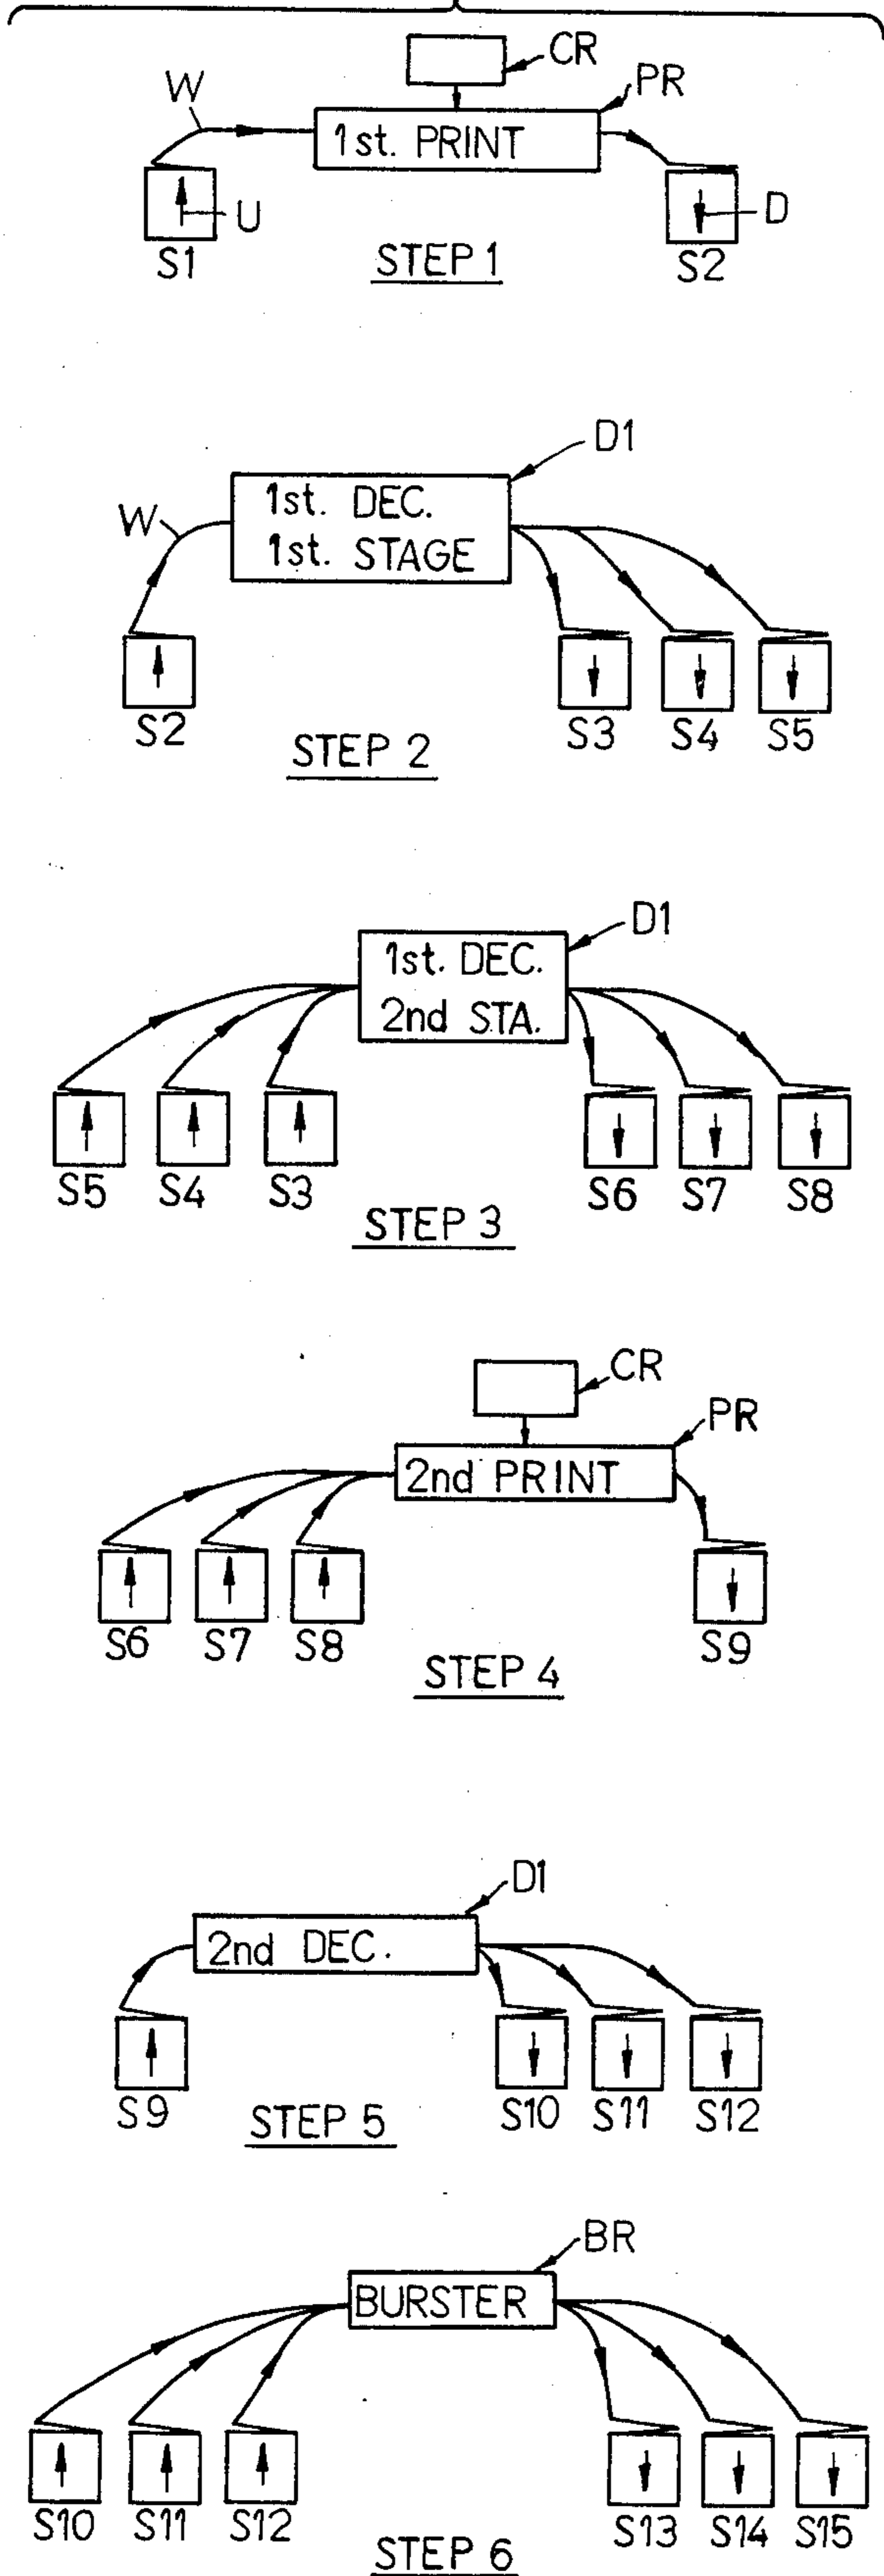 CR
W
PR
1st. PRINT
U
D
S1
STEP 1
S2
D1
1st. DEC.
W
1st. STAGE
S2
S3 S4 S5
STEP 2
D1
1st. DEC.
2nd STA.
S5 S4 S3
S6 S7 S8
STEP 3
CR
PR
2nd PRINT
S6 S7 S8
S9
STEP 4
D1
2nd DEC.
S9
S10 S11 S12
STEP 5
BR
BURSTER
S10 S11 S12
S13 S14 S15
STEP 6